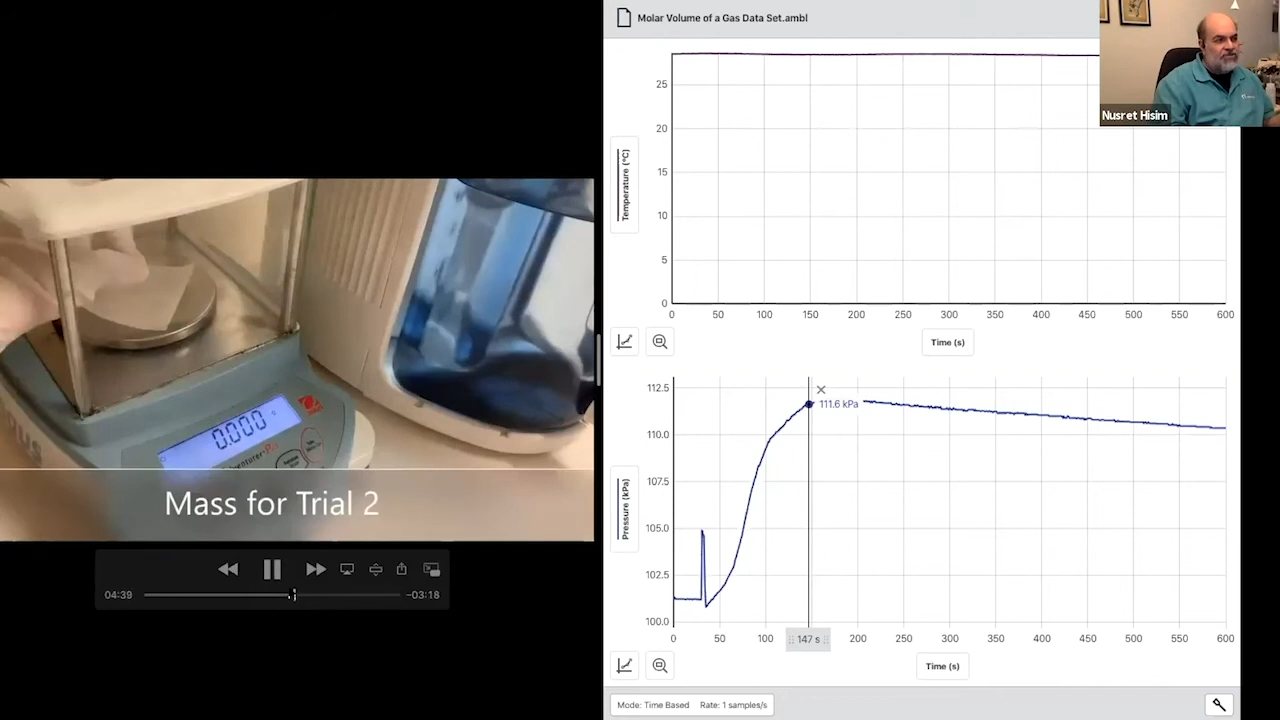 Molar Volume of a Gas Data Set.ambl
Nusret Hisim
25
20
15
10
5
0
Temperature (°C)
0 50 100 150 200 250 300 350 400 450 500 550 600
Time (s)
112.5
110.0
107.5
105.0
102.5
100.0
Pressure (kPa)
111.6 kPa
0 50 100 147 s 200 250 300 350 400 450 500 550 600
Time (s)
Mode: Time Based Rate: 1 samples/s
0.000
Mass for Trial 2
04:39
−03:18